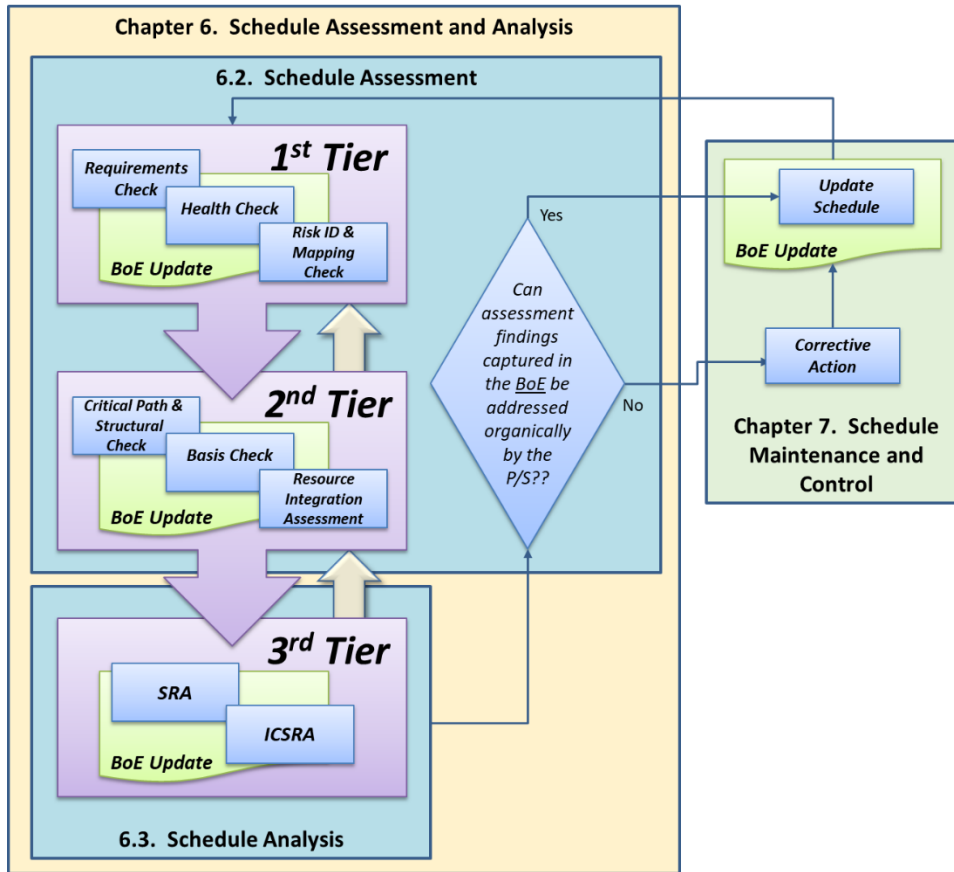 Chapter 6.  Schedule Assessment and Analysis
6.2.  Schedule Assessment
1st Tier
Requirements
Check
Health Check
Risk ID &
Mapping
Check
BoE Update
2nd Tier
Critical Path &
Structural
Check
Basis Check
Resource
Integration
Assessment
BoE Update
3rd Tier
SRA
ICSRA
BoE Update
6.3.  Schedule Analysis
Can
assessment
findings
captured in
the BoE be
addressed
organically
by the
P/S??
Yes
No
Update
Schedule
BoE Update
Corrective
Action
Chapter 7.  Schedule
Maintenance and
Control